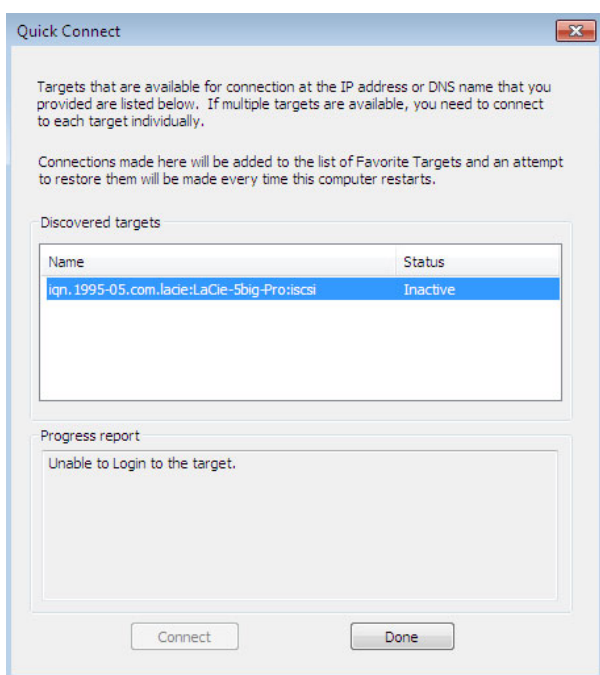 Quick Connect
Targets that are available for connection at the IP address or DNS name that you
provided are listed below.  If multiple targets are available, you need to connect
to each target individually.
Connections made here will be added to the list of Favorite Targets and an attempt
to restore them will be made every time this computer restarts.
Discovered targets
Name Status
iqn.1995-05.com.lacie:LaCie-5big-Pro:iscsi Inactive
Progress report
Unable to Login to the target.
Connect Done